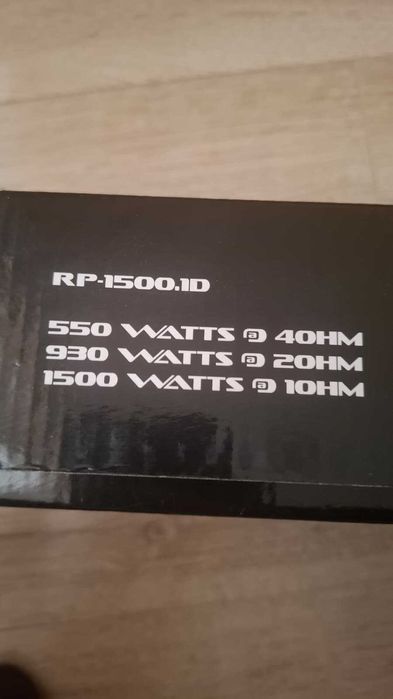 RP-1500.1D
550 WATTS @ 4OHM
930 WATTS @ 2OHM
1500 WATTS @ 1OHM